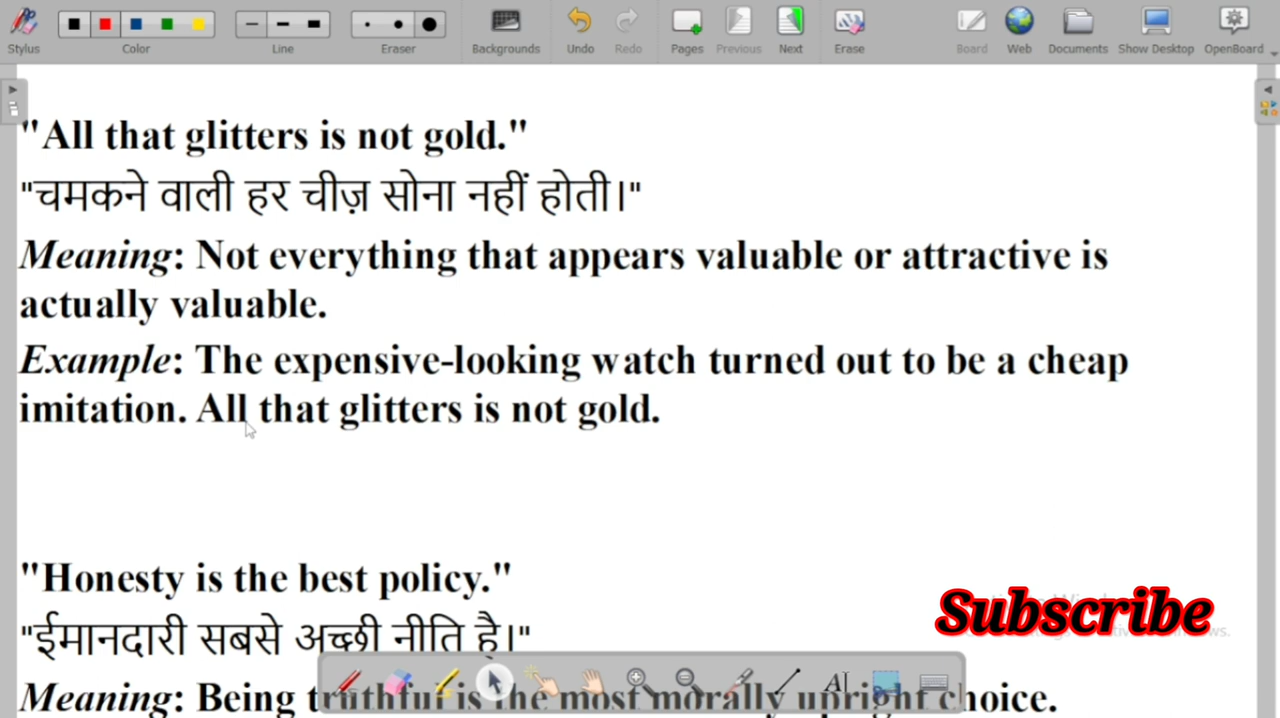 Stylus
Color
Line
Eraser
Backgrounds
Undo
Redo
Pages
Previous
Next
Erase
Board
Web
Documents
Show Desktop
OpenBoard
"All that glitters is not gold."
"चमकने वाली हर चीज़ सोना नहीं होती।"
Meaning: Not everything that appears valuable or attractive is
actually valuable.
Example: The expensive-looking watch turned out to be a cheap
imitation. All that glitters is not gold.
"Honesty is the best policy."
"ईमानदारी सबसे अच्छी नीति है।"
Subscribe
Meaning: Being truthful is the most morally upright choice.
AI